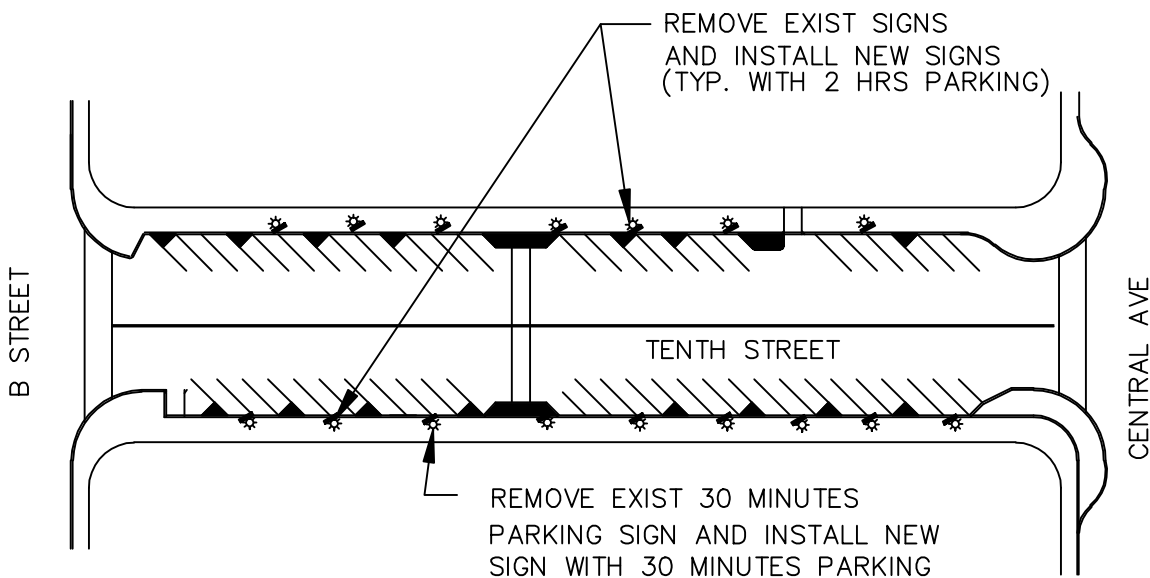 REMOVE EXIST SIGNS
AND INSTALL NEW SIGNS
(TYP. WITH 2 HRS PARKING)
B STREET
TENTH STREET
CENTRAL AVE
REMOVE EXIST 30 MINUTES
PARKING SIGN AND INSTALL NEW
SIGN WITH 30 MINUTES PARKING